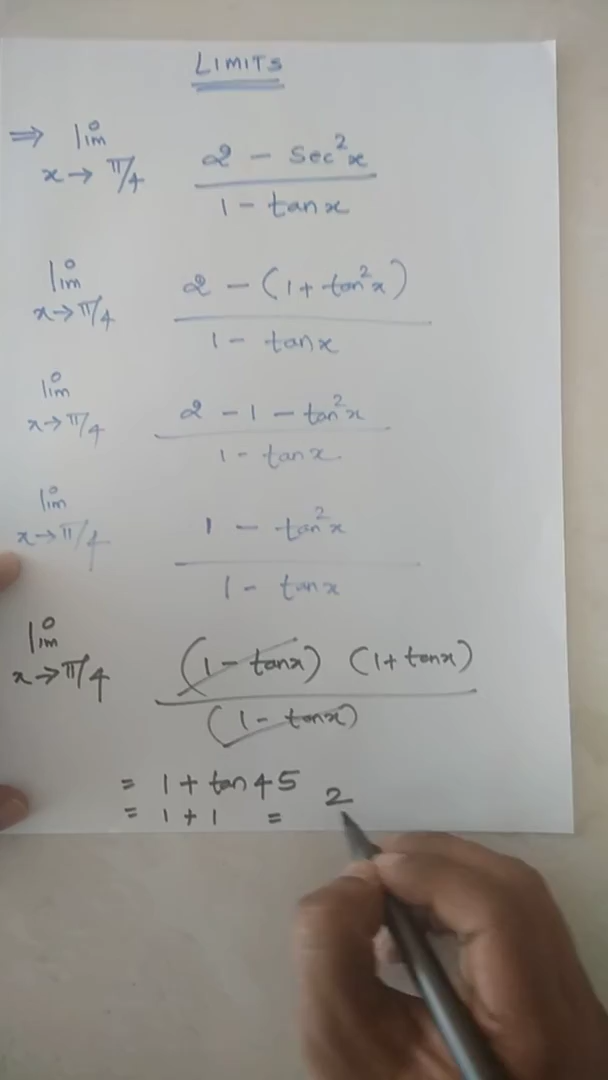 LIMITS
⇒ lim x→π/4 (2 - sec²x)/(1 - tanx)
lim x→π/4 (2 - (1 + tan²x))/(1 - tanx)
lim x→π/4 (2 - 1 - tan²x)/(1 - tanx)
lim x→π/4 (1 - tan²x)/(1 - tanx)
lim x→π/4 ((1 - tanx) (1 + tanx))/((1 - tanx))
= 1 + tan 45
= 1 + 1 = 2